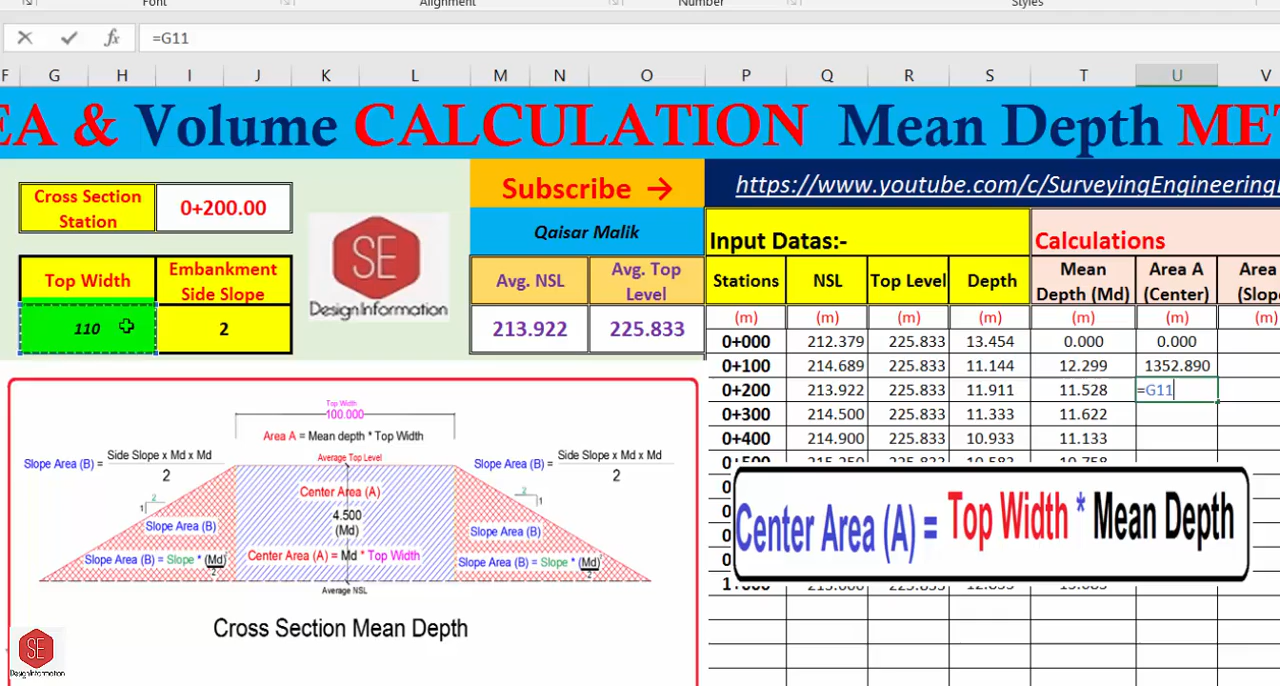 Font Alignment Number Styles
=G11
F G H I J K L M N O P Q R S T U V
EA & Volume CALCULATION Mean Depth MET
Cross Section
Station
0+200.00
Top Width
Embankment
Side Slope
110 2
SE
DesignInformation
Subscribe →
Qaisar Malik
Avg. NSL
Avg. Top
Level
213.922 225.833
https://www.youtube.com/c/SurveyingEngineeringD
Input Datas:- Calculations
Stations NSL Top Level Depth Mean
Depth (Md) Area A
(Center) Area
(Slop
(m) (m) (m) (m) (m) (m) (m)
0+000 212.379 225.833 13.454 0.000 0.000
0+100 214.689 225.833 11.144 12.299 1352.890
0+200 213.922 225.833 11.911 11.528 =G11
0+300 214.500 225.833 11.333 11.622
0+400 214.900 225.833 10.933 11.133
Center Area (A) = Top Width * Mean Depth
Top Width
100.000
Area A = Mean depth * Top Width
Average Top Level
Slope Area (B) = Side Slope x Md x Md
2
Slope Area (B) = Side Slope x Md x Md
2
2
1
2
1
Center Area (A)
4.500
(Md)
Slope Area (B)
Slope Area (B)
Slope Area (B) = Slope * (Md)
2
Center Area (A) = Md * Top Width
Slope Area (B) = Slope * (Md)
2
Average NSL
Cross Section Mean Depth
SE
DesignInformation